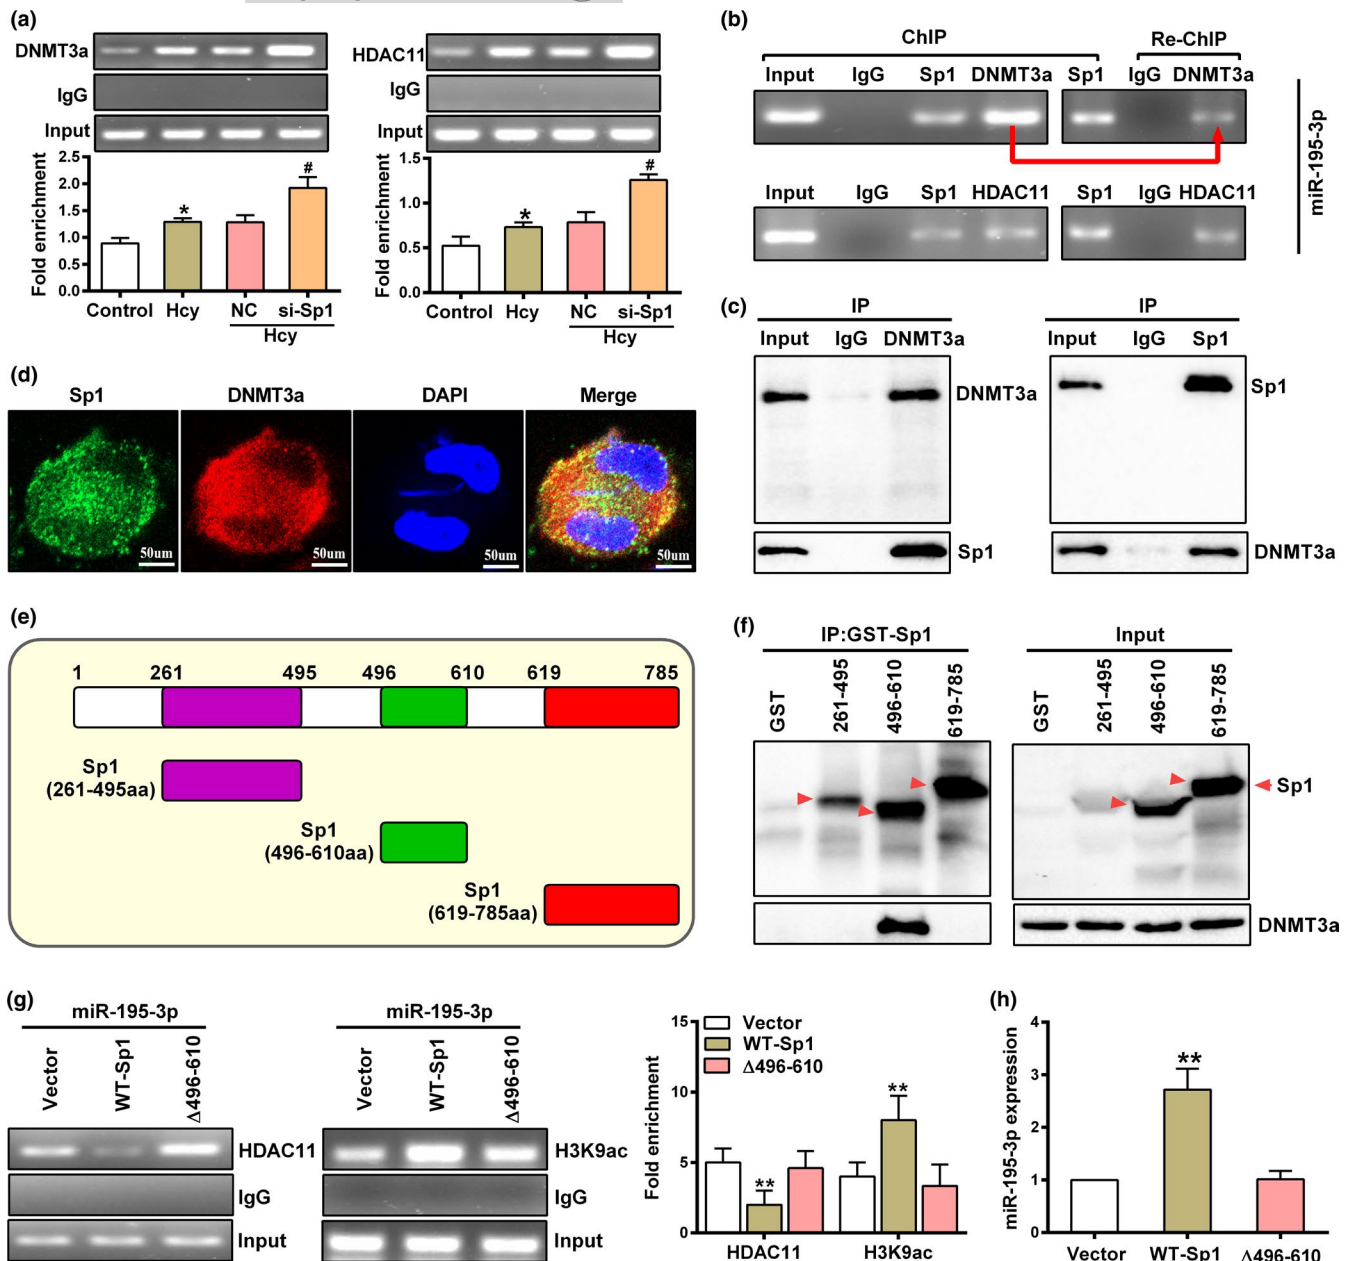 (a)
DNMT3a
IgG
Input
Fold enrichment
2.5
2.0
1.5
1.0
0.5
0.0
*
#
Control Hcy NC si-Sp1
Hcy
HDAC11
IgG
Input
Fold enrichment
1.5
1.0
0.5
0.0
*
#
Control Hcy NC si-Sp1
Hcy
(b)
ChIP
Re-ChIP
Input IgG Sp1 DNMT3a Sp1 IgG DNMT3a
Input IgG Sp1 HDAC11 Sp1 IgG HDAC11
miR-195-3p
(c)
IP
Input IgG DNMT3a
DNMT3a
Sp1
IP
Input IgG Sp1
Sp1
DNMT3a
(d)
Sp1 DNMT3a DAPI Merge
50um 50um 50um 50um
(e)
1 261 495 496 610 619 785
Sp1
(261-495aa)
Sp1
(496-610aa)
Sp1
(619-785aa)
(f)
IP:GST-Sp1
GST 261-495 496-610 619-785
Input
GST 261-495 496-610 619-785
Sp1
DNMT3a
(g)
miR-195-3p
Vector WT-Sp1 Δ496-610
HDAC11
IgG
Input
miR-195-3p
Vector WT-Sp1 Δ496-610
H3K9ac
IgG
Input
Fold enrichment
15
10
5
0
Vector
WT-Sp1
Δ496-610
**
**
HDAC11 H3K9ac
(h)
miR-195-3p expression
4
3
2
1
0
**
Vector WT-Sp1 Δ496-610